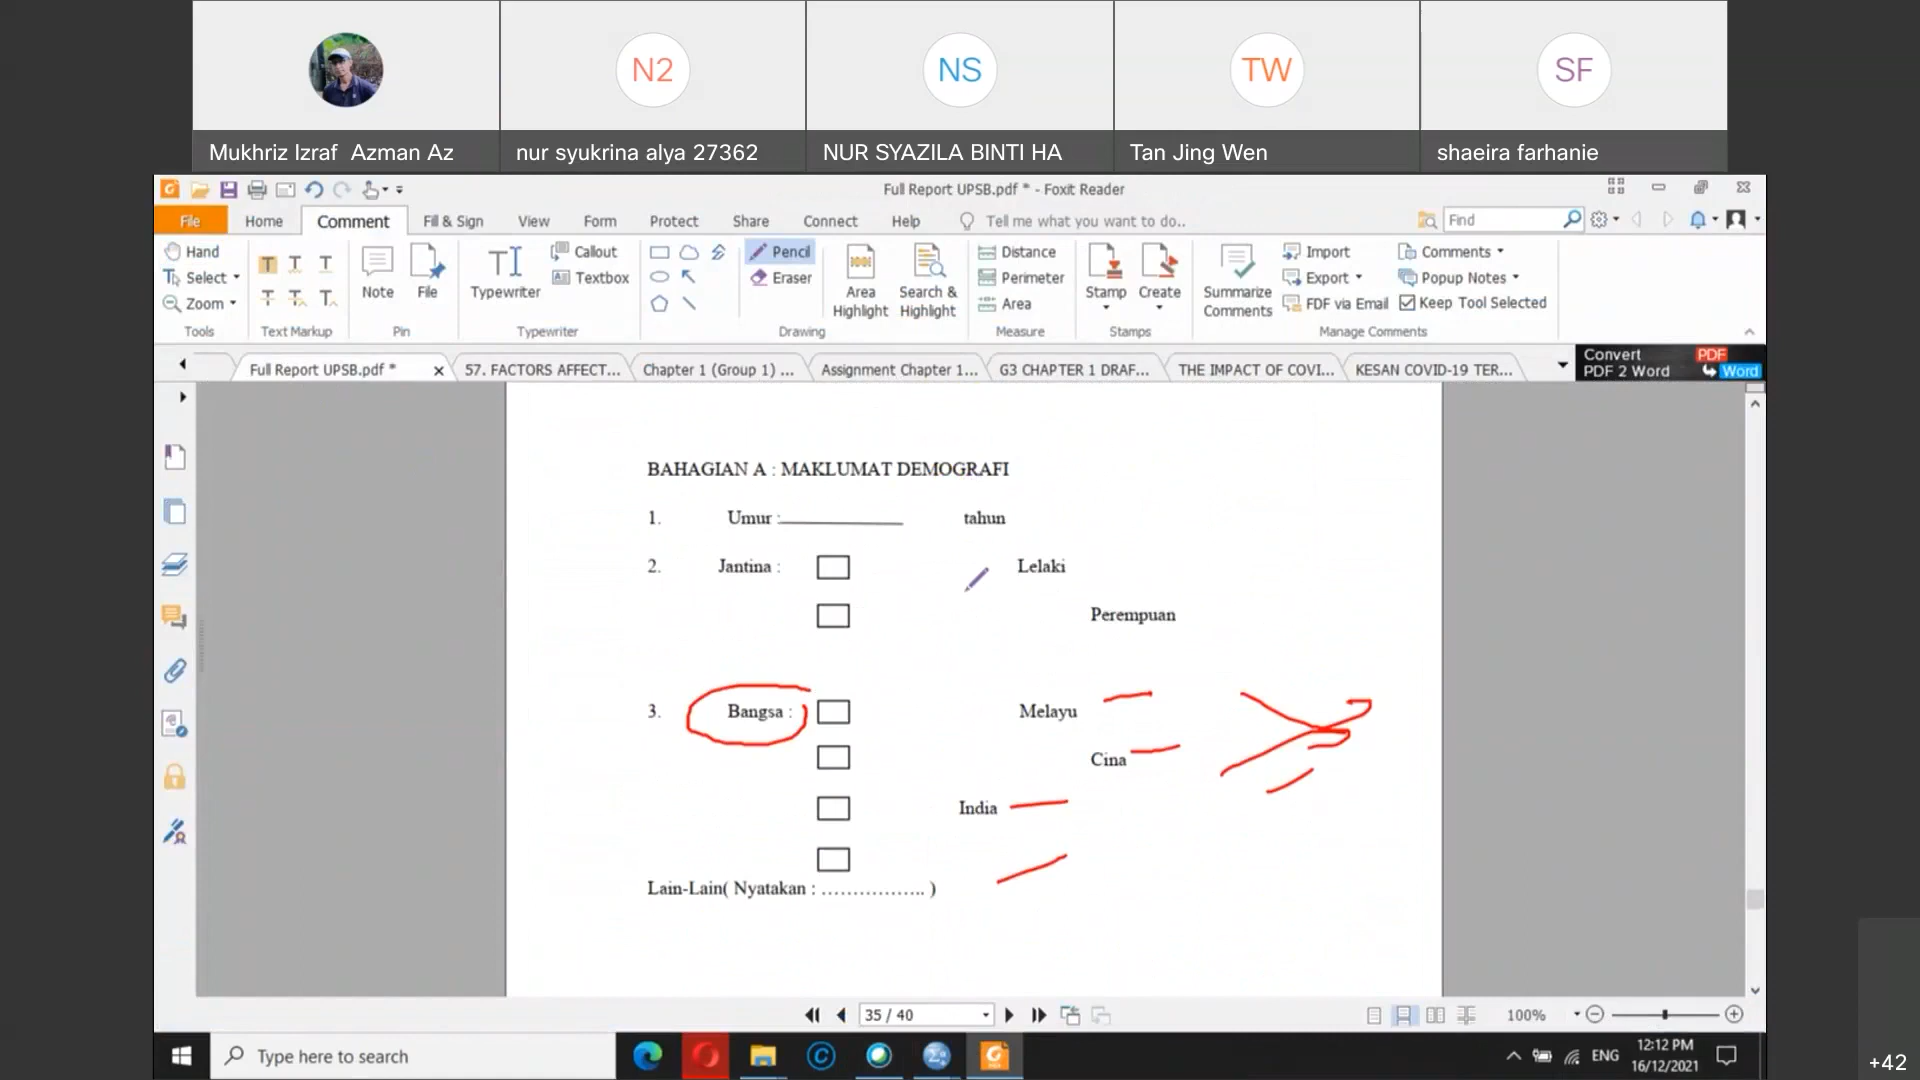 N2
NS
TW
SF
Mukhriz Izraf Azman Az
nur syukrina alya 27362
NUR SYAZILA BINTI HA
Tan Jing Wen
shaeira farhanie
Full Report UPSB.pdf * - Foxit Reader
File
Home
Comment
Fill & Sign
View
Form
Protect
Share
Connect
Help
Tell me what you want to do..
Find
Hand
Select
Zoom
Tools
Text Markup
Note
File
Pin
Typewriter
Callout
Textbox
Typewriter
Pencil
Eraser
Area Highlight
Search & Highlight
Drawing
Distance
Perimeter
Area
Measure
Stamp
Create
Stamps
Summarize Comments
Import
Export
FDF via Email
Comments
Popup Notes
Keep Tool Selected
Manage Comments
Full Report UPSB.pdf *
57. FACTORS AFFECT...
Chapter 1 (Group 1) ...
Assignment Chapter 1...
G3 CHAPTER 1 DRAF...
THE IMPACT OF COVI...
KESAN COVID-19 TER...
Convert PDF
PDF 2 Word Word
BAHAGIAN A : MAKLUMAT DEMOGRAFI
1. Umur : tahun
2. Jantina : Lelaki
Perempuan
3. Bangsa : Melayu
Cina
India
Lain-Lain( Nyatakan : ................. )
35 / 40
100%
Type here to search
ENG
12:12 PM
16/12/2021
+42